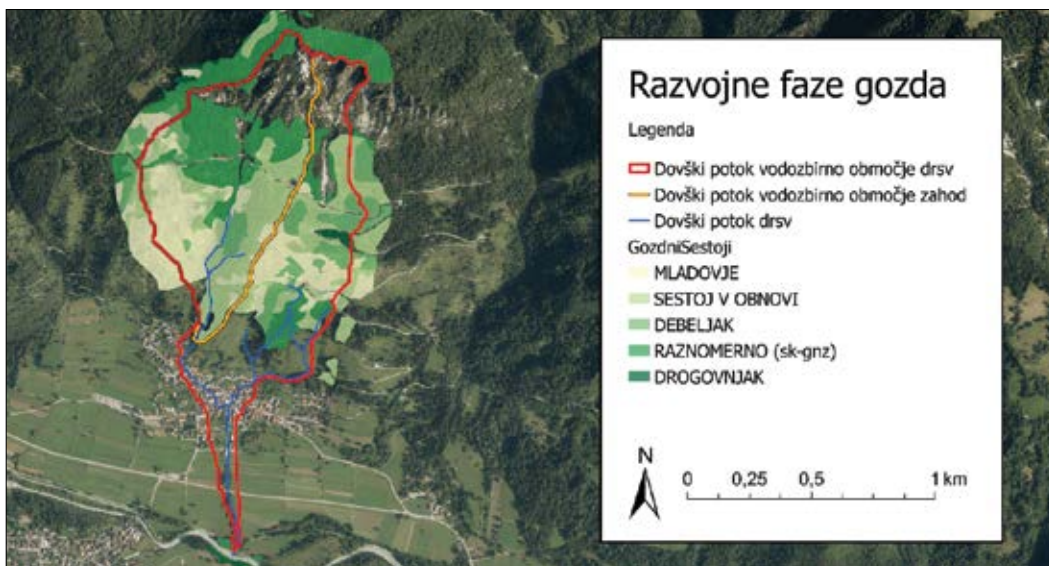 Razvojne faze gozda
Legenda
Dovški potok vodozbirno območje drsv
Dovški potok vodozbirno območje zahod
Dovški potok drsv
GozdniSestoji
MLADOVJE
SESTOJ V OBNOVI
DEBELJAK
RAZNOMERNO (sk-gnz)
DROGOVNJAK
N
0 0,25 0,5 1 km